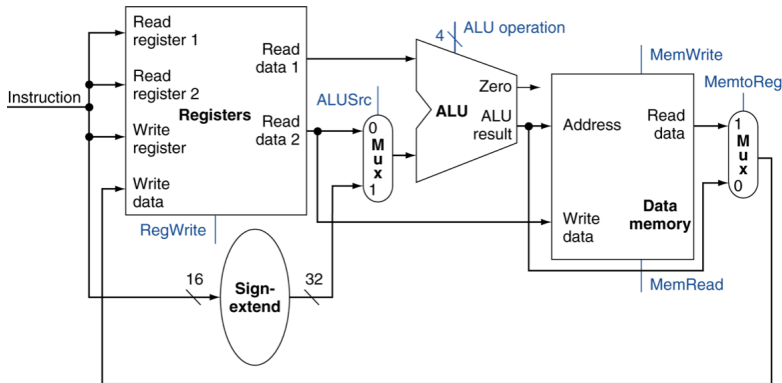 Instruction
Read
register 1
Read
register 2
Write
register
Write
data
Registers
Read
data 1
Read
data 2
RegWrite
16
Sign-
extend
32
ALUSrc
0
Mux
1
4
ALU operation
ALU
Zero
ALU
result
MemWrite
Address
Read
data
Write
data
Data
memory
MemRead
MemtoReg
1
Mux
0